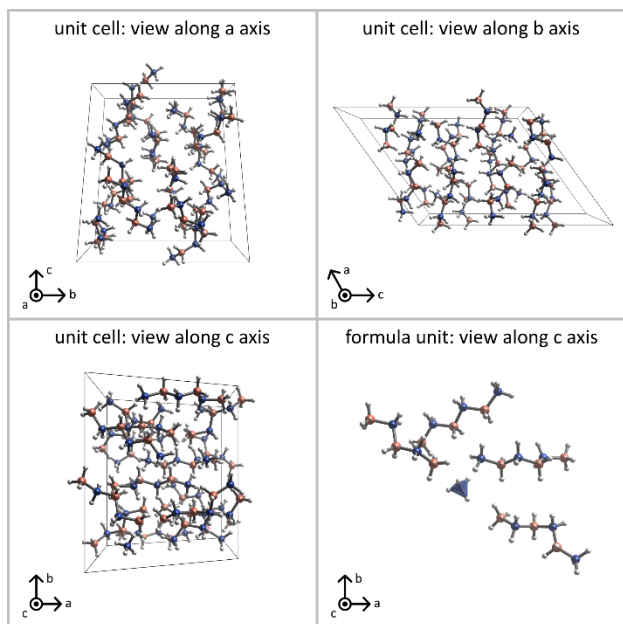 unit cell: view along a axis
c
a
b
unit cell: view along b axis
a
b
c
unit cell: view along c axis
b
c
a
formula unit: view along c axis
b
c
a